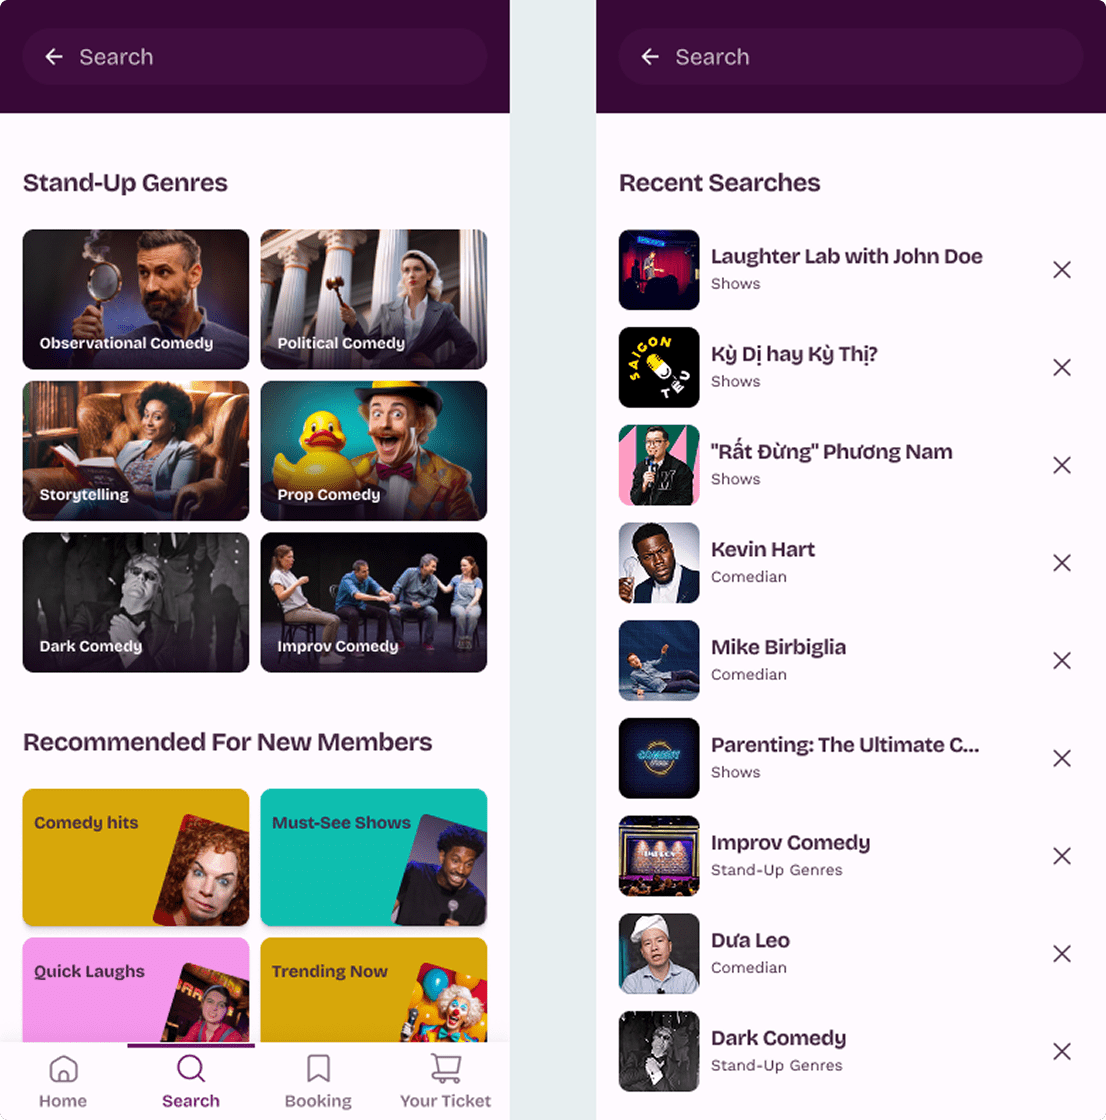 Search
Stand-Up Genres
Observational Comedy
Political Comedy
Storytelling
Prop Comedy
Dark Comedy
Improv Comedy
Recommended For New Members
Comedy hits
Must-See Shows
Quick Laughs
Trending Now
Home
Search
Booking
Your Ticket
Search
Recent Searches
Laughter Lab with John Doe
Shows
SAIGON
TẾU
Kỳ Dị hay Kỳ Thị?
Shows
"Rất Đừng" Phương Nam
Shows
Kevin Hart
Comedian
Mike Birbiglia
Comedian
COMEDY
Parenting: The Ultimate C...
Shows
IMPROV
Improv Comedy
Stand-Up Genres
Dưa Leo
Comedian
Dark Comedy
Stand-Up Genres